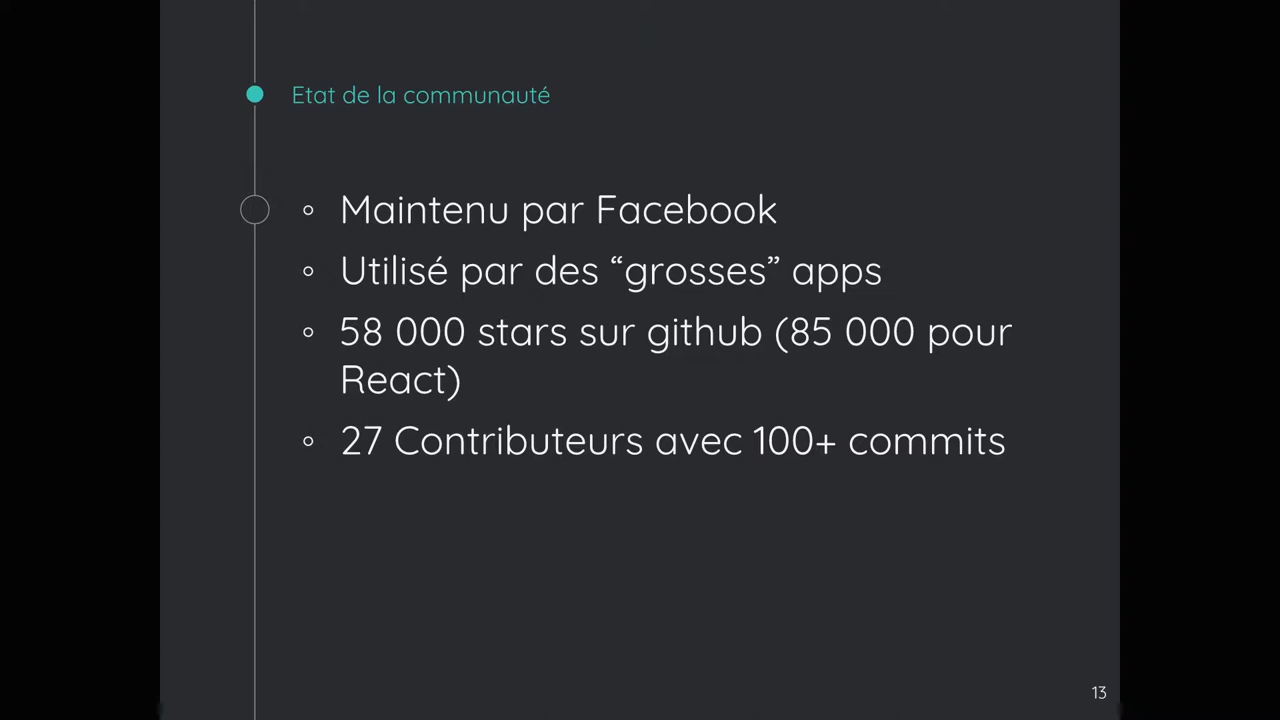 Etat de la communauté
Maintenu par Facebook
Utilisé par des “grosses” apps
58 000 stars sur github (85 000 pour
React)
27 Contributeurs avec 100+ commits
13